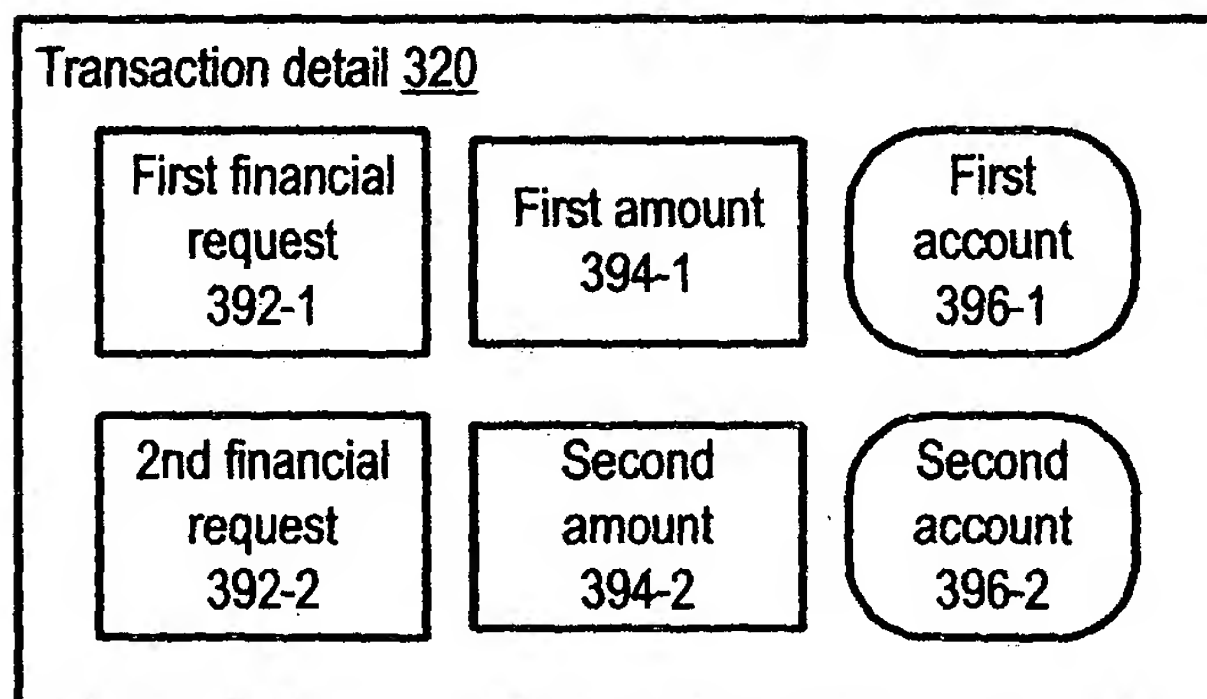 Transaction detail 320
First financial
request
392-1
First amount
394-1
First
account
396-1
2nd financial
request
392-2
Second
amount
394-2
Second
account
396-2